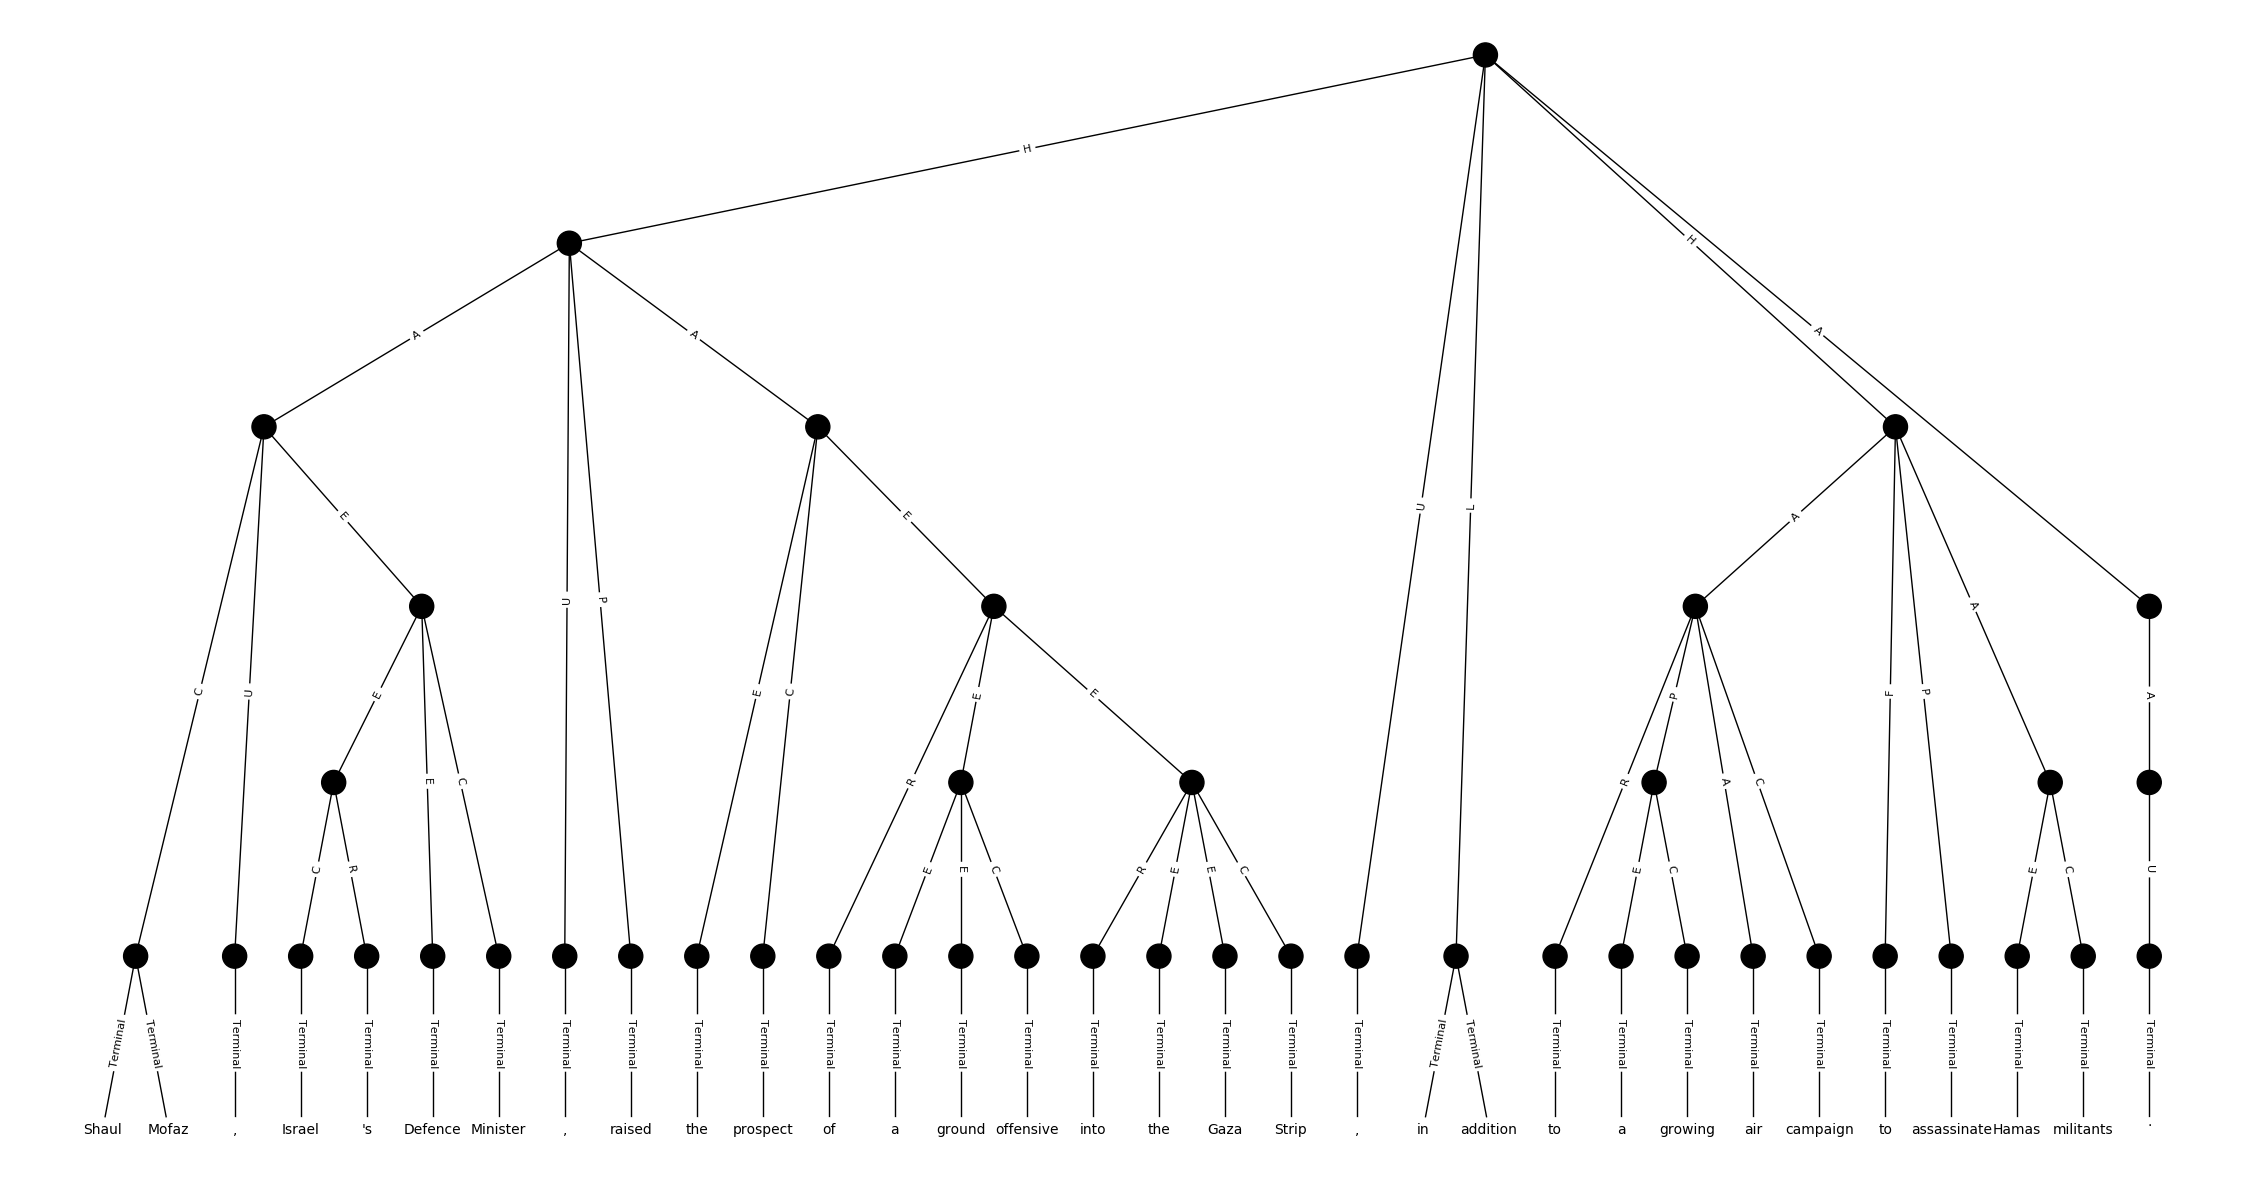 H
H
A
A
A
U
L
E
E
A
U
P
F
P
A
C
U
E
E
C
E
E
P
A
E
C
R
R
A
C
C
R
E
E
C
R
E
E
C
E
C
E
C
U
Terminal Terminal Terminal Terminal Terminal Terminal Terminal Terminal Terminal Terminal Terminal Terminal Terminal Terminal Terminal Terminal Terminal Terminal Terminal Terminal Terminal Terminal Terminal Terminal Terminal Terminal Terminal Terminal Terminal Terminal Terminal Terminal
Shaul Mofaz , Israel 's Defence Minister , raised the prospect of a ground offensive into the Gaza Strip , in addition to a growing air campaign to assassinate Hamas militants .